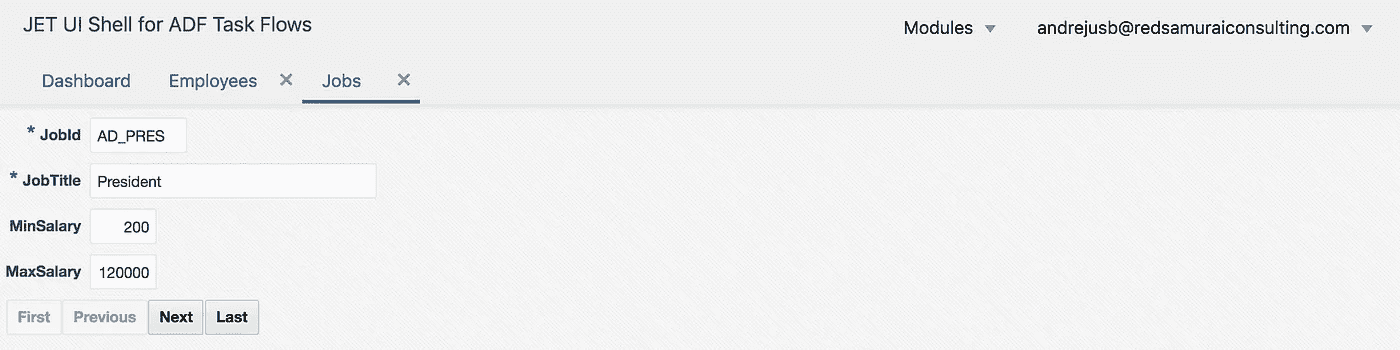 JET UI Shell for ADF Task Flows
Modules andrejusb@redsamuraiconsulting.com
Dashboard Employees Jobs
* JobId AD_PRES
* JobTitle President
MinSalary 200
MaxSalary 120000
First Previous Next Last